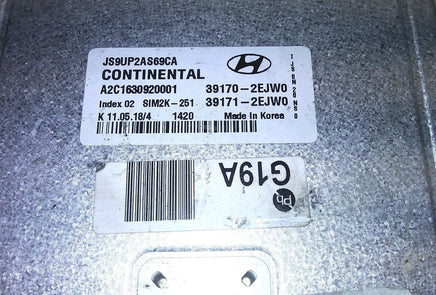 JS9UP2AS69CA
CONTINENTAL
A2C1630920001 39170-2EJW0
Index 02 SIM2K-251 39171-2EJW0
K 11.05.18/4 1420 Made In Korea
G19A
Pb